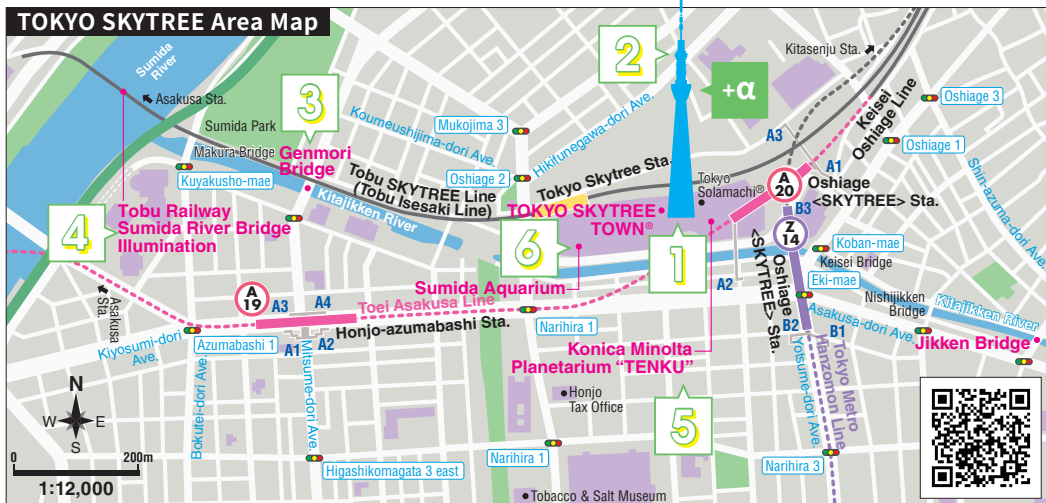 TOKYO SKYTREE Area Map
Sumida
River
Asakusa Sta.
Sumida Park
Makura Bridge
Kuyakusho-mae
3
Genmori
Bridge
Koumeushijima-dori Ave.
Mukojima 3
Oshiage 2
Hikifunegawa-dori Ave.
2
+α
Kitasenju Sta.
Keisei
Oshiage Line
Oshiage 3
Oshiage 1
A3
A1
Shin-azuma-dori Ave.
Tobu SKYTREE Line
(Tobu Isesaki Line)
Kitajikken River
Tokyo Skytree Sta.
Tokyo
Solamachi®
A
20
Oshiage
<SKYTREE> Sta.
B3
Z
14
4
Tobu Railway
Sumida River Bridge
Illumination
TOKYO SKYTREE
TOWN®
6
1
Sumida Aquarium
A2
Oshiage
<SKYTREE> Sta.
Koban-mae
Keisei Bridge
Eki-mae
Nishijikken
Bridge
Kitajikken River
Asakusa-dori Ave.
Jikken Bridge
Asakusa
Sta.
A
19
A3
A4
Toei Asakusa Line
Honjo-azumabashi Sta.
Narihira 1
Kiyosumi-dori
Ave.
Azumabashi 1
A1
A2
Mitsume-dori Ave.
Bokutei-dori Ave.
Konica Minolta
Planetarium “TENKU”
5
B2
B1
Yotsume-dori Ave.
Tokyo Metro
Hanzomon Line
Honjo
Tax Office
Narihira 1
Narihira 3
Higashikomagata 3 east
Tobacco & Salt Museum
N
W
E
S
0
200m
1:12,000